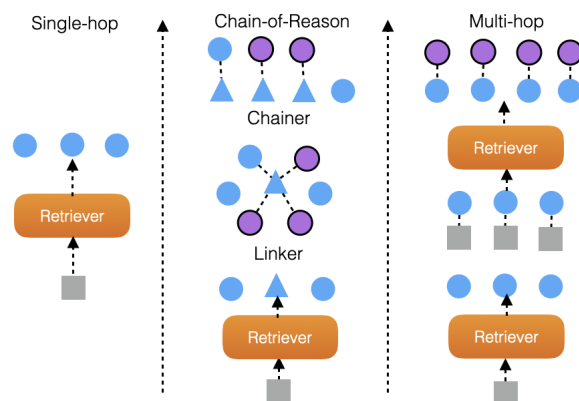 Single-hop
Retriever
Chain-of-Reason
Chainer
Linker
Retriever
Multi-hop
Retriever
Retriever